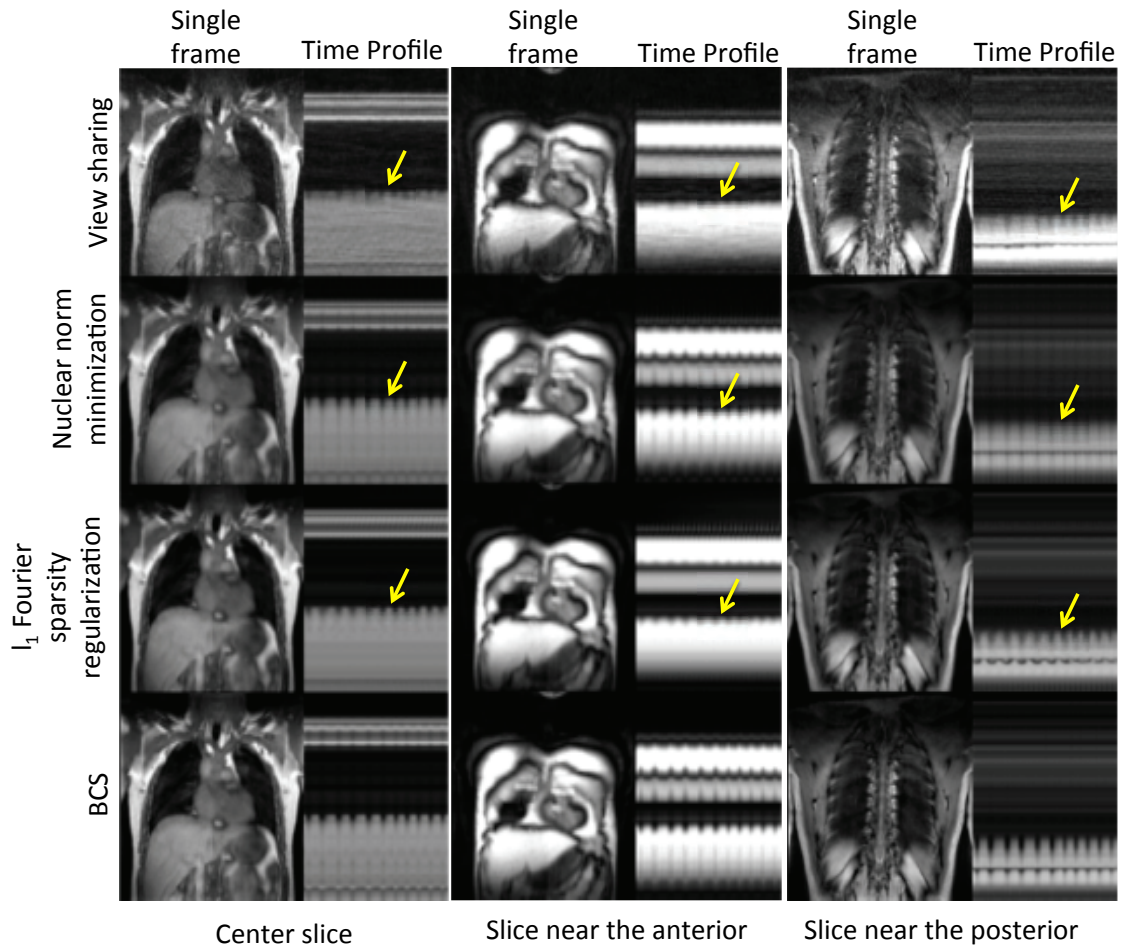 Single
frame
Time Profile
Single
frame
Time Profile
Single
frame
Time Profile
View sharing
Nuclear norm
minimization
l1 Fourier
sparsity
regularization
BCS
Center slice
Slice near the anterior
Slice near the posterior